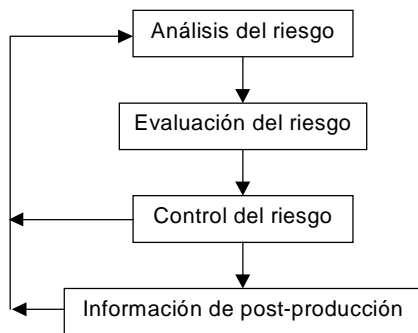 Análisis del riesgo
Evaluación del riesgo
Control del riesgo
Información de post-producción